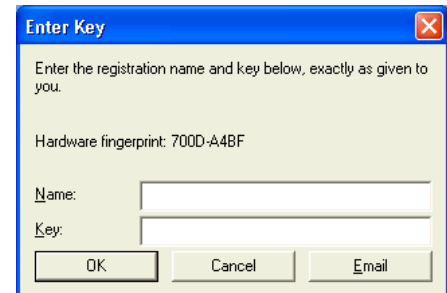 Enter Key
Enter the registration name and key below, exactly as given to
you.
Hardware fingerprint: 700D-A4BF
Name:
Key:
OK Cancel Email